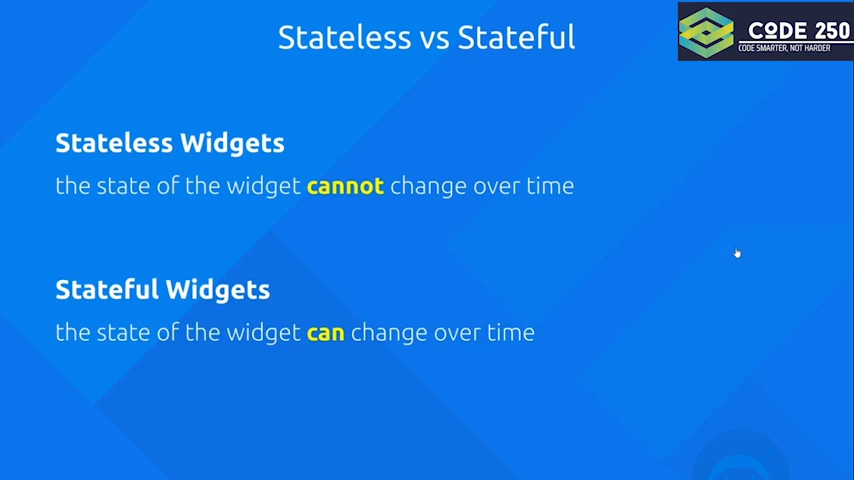 Stateless vs Stateful
CODE 250
CODE SMARTER, NOT HARDER
Stateless Widgets
the state of the widget cannot change over time
Stateful Widgets
the state of the widget can change over time